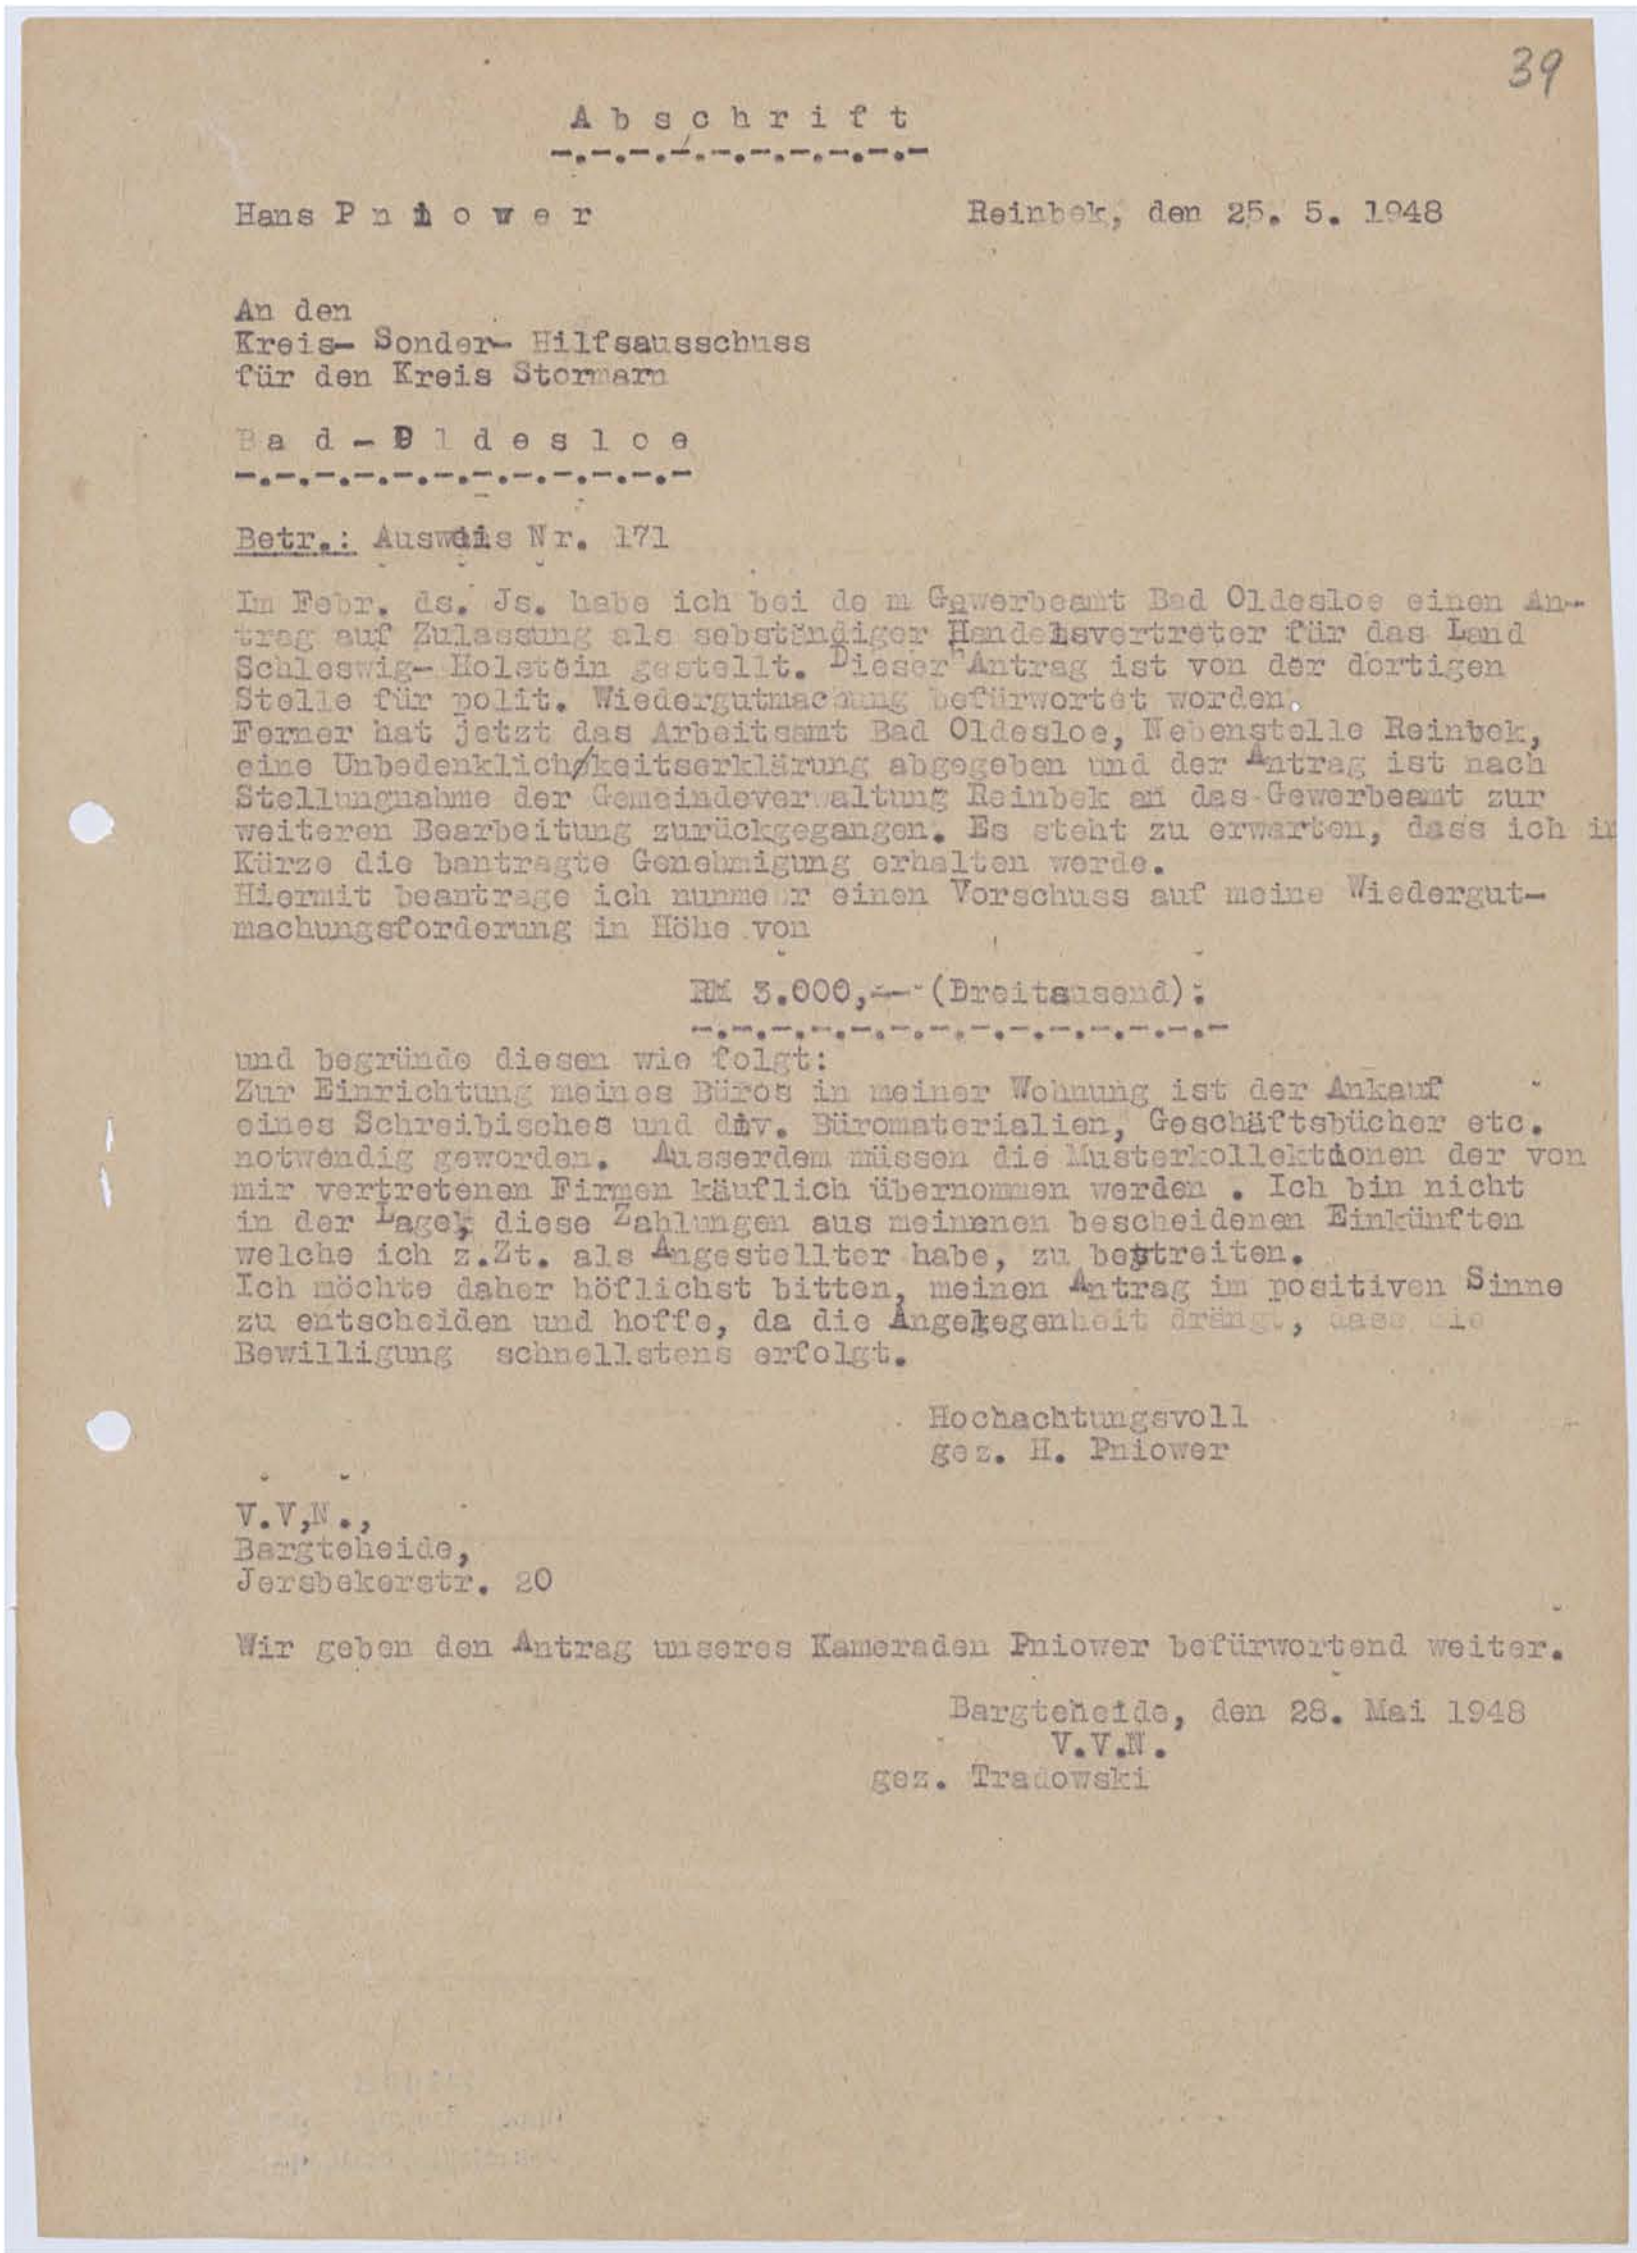 39
Abschrift
-.-.-.-.-.-.-.-.-.-
Hans Pniower Reinbek, den 25. 5. 1948
An den
Kreis- Sonder- Hilfsausschuss
für den Kreis Stormarn
Bad-Oldesloe
-.-.-.-.-.-.-.-.-.-.-.-
Betr.: Ausweis Nr. 171
Im Febr. ds. Js. habe ich bei de m Gewerbeamt Bad Oldesloe einen An-
trag auf Zulassung als sebständiger Handelsvertreter für das Land
Schleswig- Holstein gestellt. Dieser Antrag ist von der dortigen
Stelle für polit. Wiedergutmachung befürwortet worden.
Ferner hat jetzt das Arbeitsamt Bad Oldesloe, Nebenstelle Reinbek,
eine Unbedenklich/keitserklärung abgegeben und der Antrag ist nach
Stellungnahme der Gemeindeverwaltung Reinbek an das Gewerbeamt zur
weiteren Bearbeitung zurückgegangen. Es steht zu erwarten, dass ich in
Kürze die bantragte Genehmigung erhalten werde.
Hiermit beantrage ich nunmehr einen Vorschuss auf meine Wiedergut-
machungsforderung in Höhe von
RM 3.000,-- (Dreitausend).
-.-.-.-.-.-.-.-.-.-.-.-.-.-
und begründe diesen wie folgt:
Zur Einrichtung meines Büros in meiner Wohnung ist der Ankauf
eines Schreibisches und div. Büromaterialien, Geschäftsbücher etc.
notwendig geworden. Ausserdem müssen die Musterkollektionen der von
mir vertretenen Firmen käuflich übernommen werden . Ich bin nicht
in der Lage, diese Zahlungen aus meinenen bescheidenen Einkünften
welche ich z.Zt. als Angestellter habe, zu bestreiten.
Ich möchte daher höflichst bitten, meinen Antrag im positiven Sinne
zu entscheiden und hoffe, da die Angelegenheit drängt, dass die
Bewilligung schnellstens erfolgt.
Hochachtungsvoll
gez. H. Pniower
V.V,N.,
Bargteheide,
Jersbekerstr. 20
Wir geben den Antrag unseres Kameraden Pniower befürwortend weiter.
Bargteheide, den 28. Mai 1948
V.V.N.
gez. Tradowski